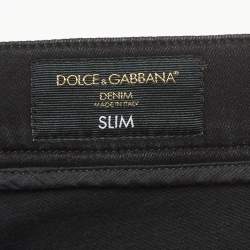 DOLCE & GABBANA®
DENIM
MADE IN ITALY
SLIM